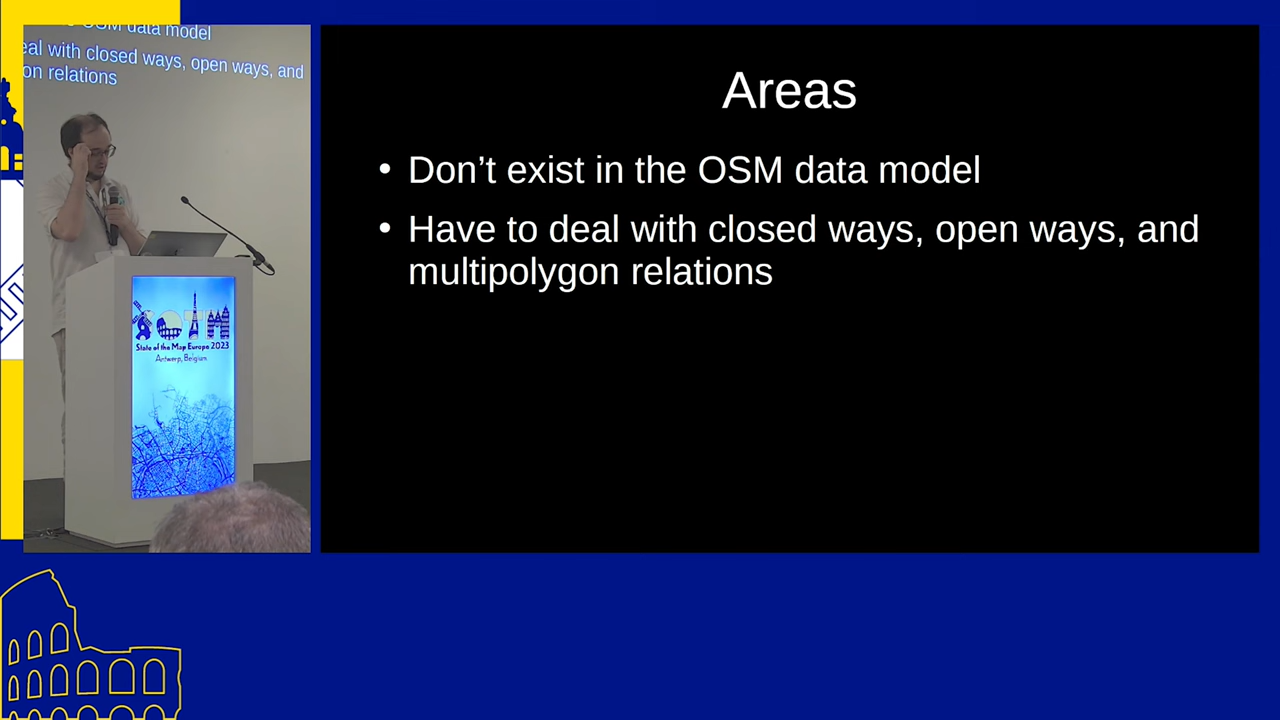 OSM data model
eal with closed ways, open ways, and
on relations
SOTM
State of the Map Europe 2023
Antwerp, Belgium
Areas
• Don’t exist in the OSM data model
• Have to deal with closed ways, open ways, and
multipolygon relations